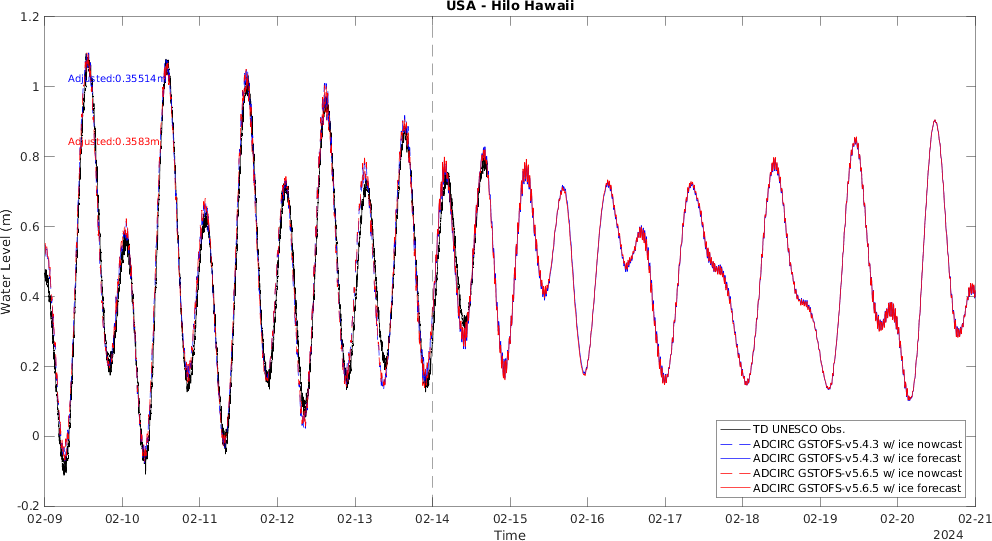 USA - Hilo Hawaii
1.2
1
0.8
0.6
0.4
0.2
0
-0.2
Water Level (m)
Adjusted:0.35514m
Adjusted:0.3583m
TD UNESCO Obs.
ADCIRC GSTOFS-v5.4.3 w/ ice nowcast
ADCIRC GSTOFS-v5.4.3 w/ ice forecast
ADCIRC GSTOFS-v5.6.5 w/ ice nowcast
ADCIRC GSTOFS-v5.6.5 w/ ice forecast
02-09 02-10 02-11 02-12 02-13 02-14 02-15 02-16 02-17 02-18 02-19 02-20 02-21
Time
2024